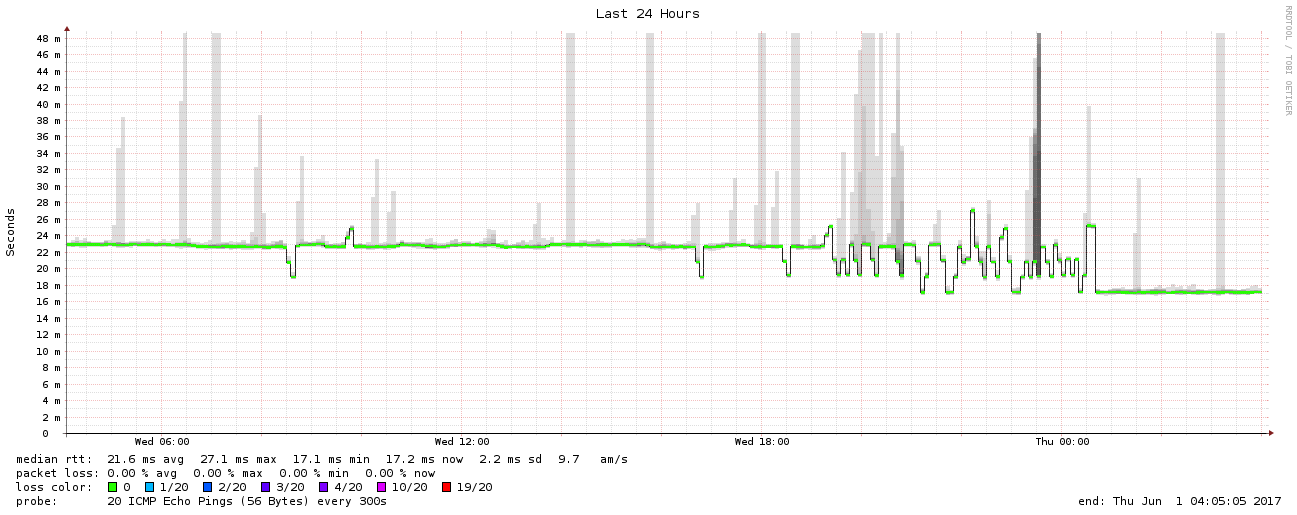 Last 24 Hours
RRDTOOL / TOBI OETIKER
Seconds
48 m
46 m
44 m
42 m
40 m
38 m
36 m
34 m
32 m
30 m
28 m
26 m
24 m
22 m
20 m
18 m
16 m
14 m
12 m
10 m
8 m
6 m
4 m
2 m
0
Wed 06:00 Wed 12:00 Wed 18:00 Thu 00:00
median rtt: 21.6 ms avg 27.1 ms max 17.1 ms min 17.2 ms now 2.2 ms sd 9.7 am/s
packet loss: 0.00 % avg 0.00 % max 0.00 % min 0.00 % now
loss color: 0 1/20 2/20 3/20 4/20 10/20 19/20
probe: 20 ICMP Echo Pings (56 Bytes) every 300s end: Thu Jun 1 04:05:05 2017